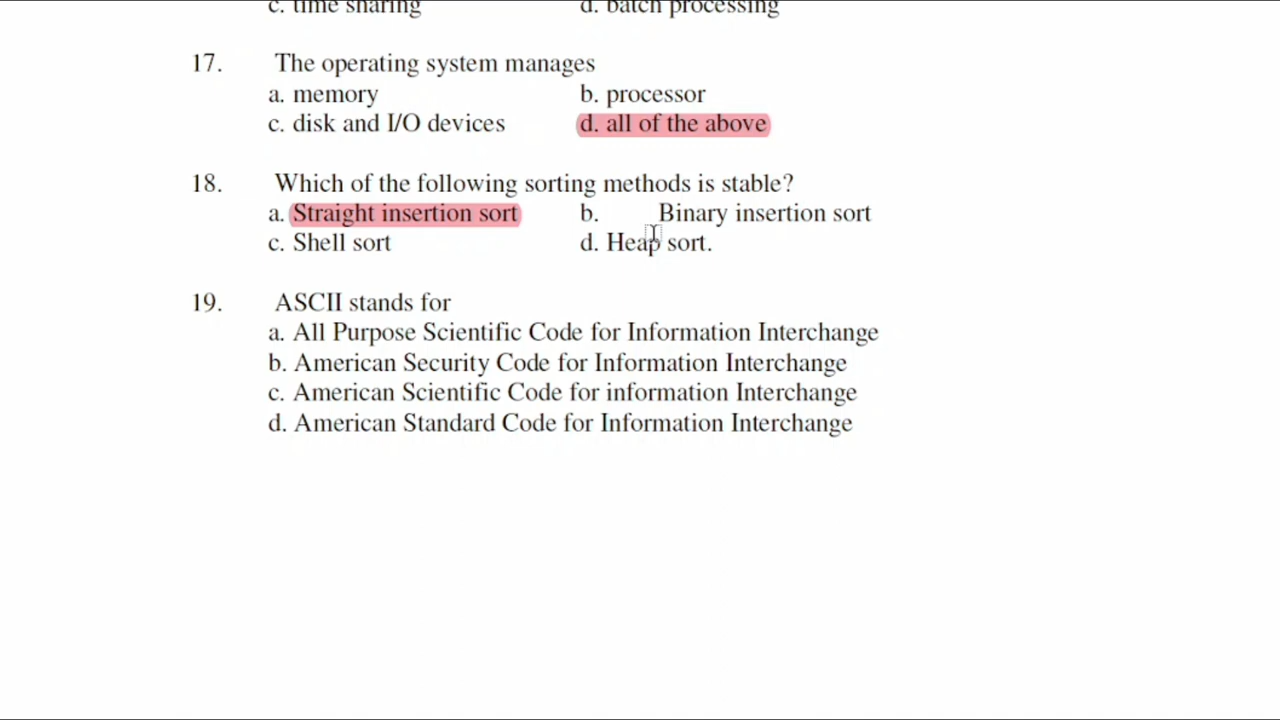 c. time sharing d. batch processing
17. The operating system manages
a. memory b. processor
c. disk and I/O devices d. all of the above
18. Which of the following sorting methods is stable?
a. Straight insertion sort b. Binary insertion sort
c. Shell sort d. Heap sort.
19. ASCII stands for
a. All Purpose Scientific Code for Information Interchange
b. American Security Code for Information Interchange
c. American Scientific Code for information Interchange
d. American Standard Code for Information Interchange